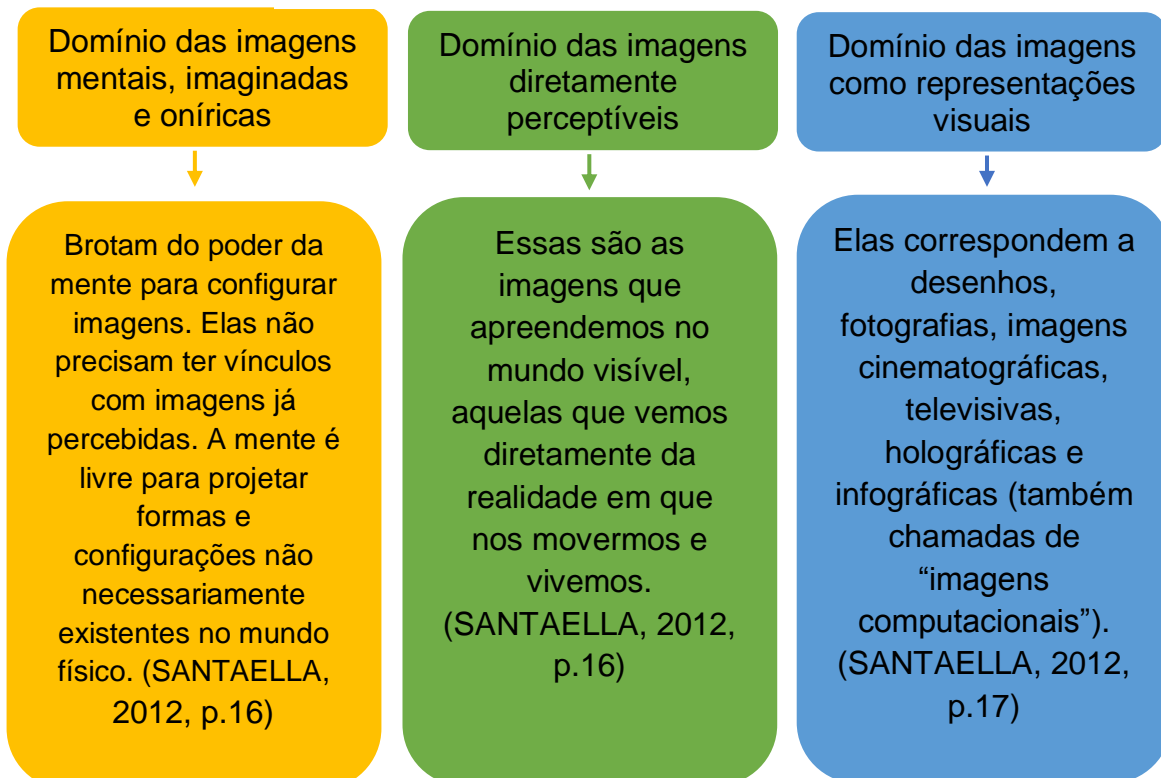 Domínio das imagens
mentais, imaginadas
e oníricas
Domínio das imagens
diretamente
perceptíveis
Domínio das imagens
como representações
visuais
Brotam do poder da
mente para configurar
imagens. Elas não
precisam ter vínculos
com imagens já
percebidas. A mente é
livre para projetar
formas e
configurações não
necessariamente
existentes no mundo
físico. (SANTAELLA,
2012, p.16)
Essas são as
imagens que
apreendemos no
mundo visível,
aquelas que vemos
diretamente da
realidade em que
nos movermos e
vivemos.
(SANTAELLA, 2012,
p.16)
Elas correspondem a
desenhos,
fotografias, imagens
cinematográficas,
televisivas,
holográficas e
infográficas (também
chamadas de
“imagens
computacionais”).
(SANTAELLA, 2012,
p.17)